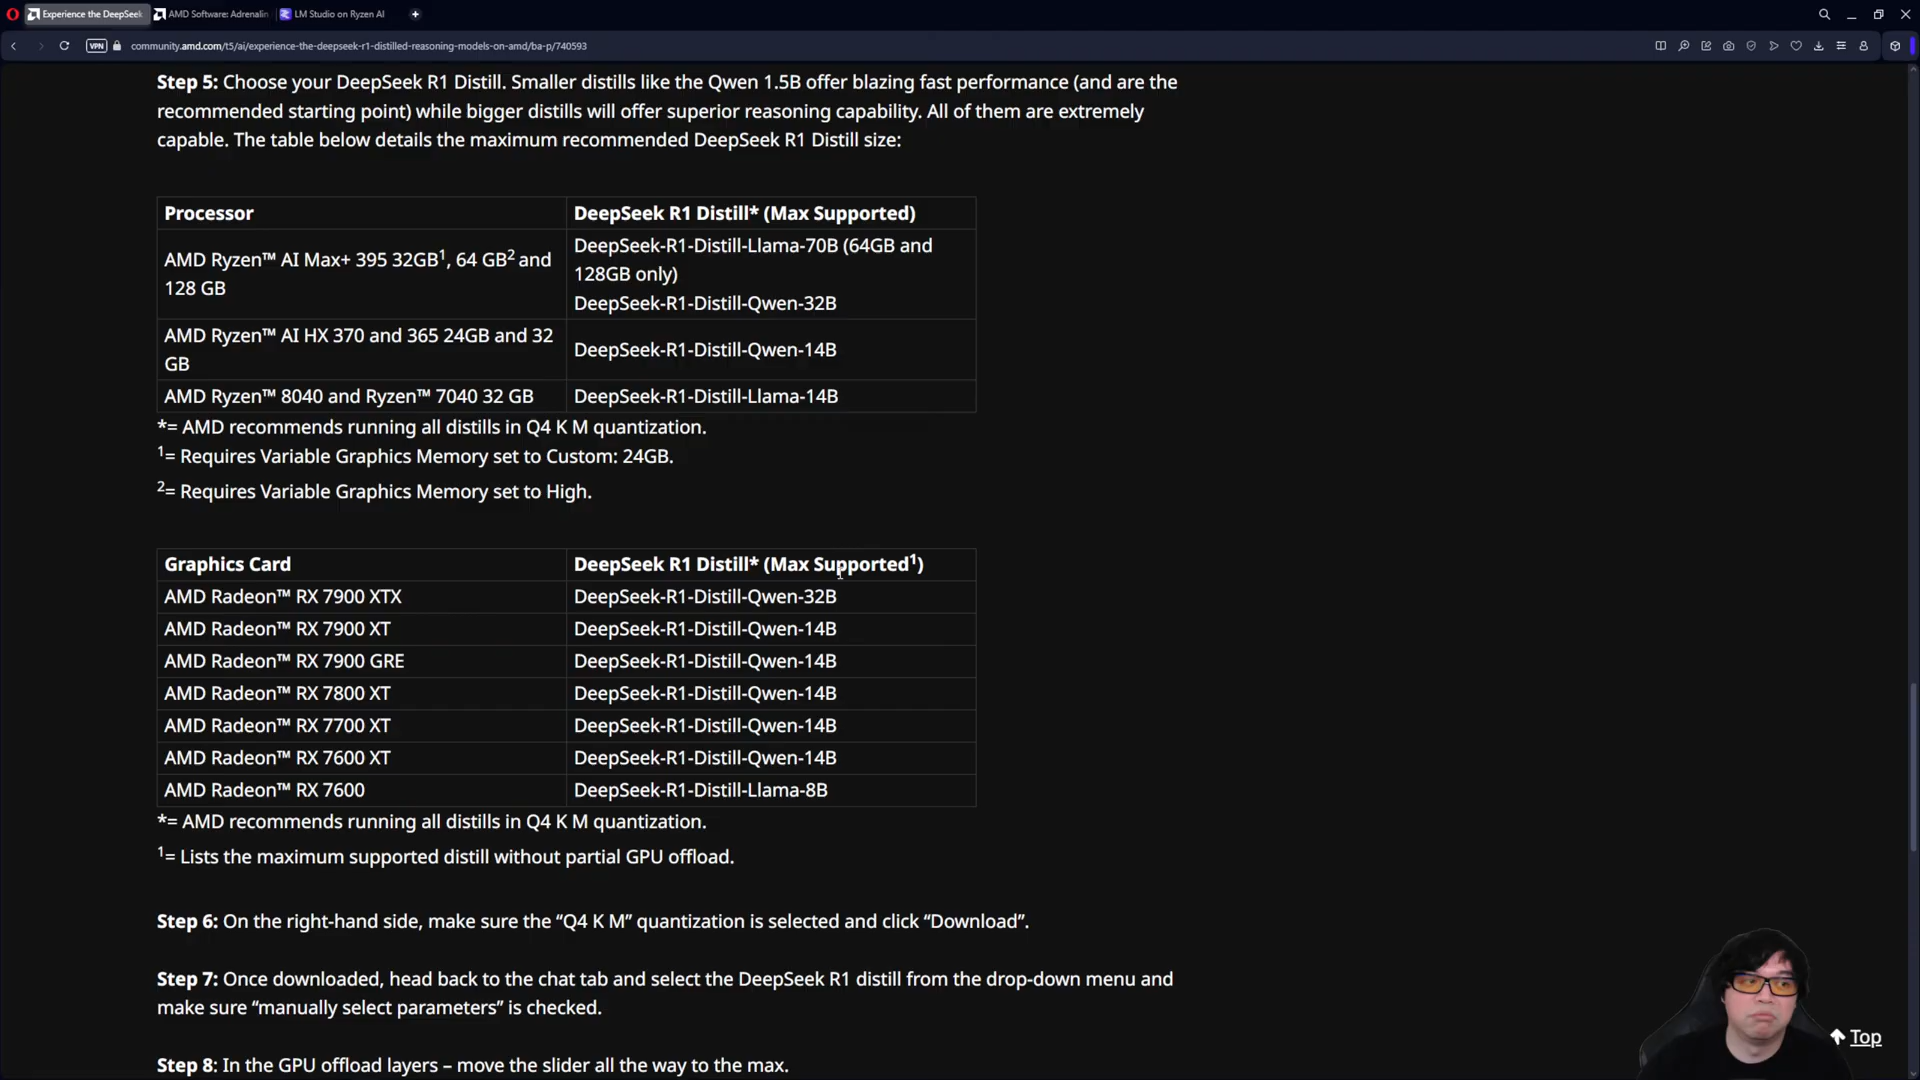 Experience the DeepSeek
AMD Software: Adrenalin
LM Studio on Ryzen AI
VPN
community.amd.com/t5/ai/experience-the-deepseek-r1-distilled-reasoning-models-on-amd/ba-p/740593
Step 5: Choose your DeepSeek R1 Distill. Smaller distills like the Qwen 1.5B offer blazing fast performance (and are the
recommended starting point) while bigger distills will offer superior reasoning capability. All of them are extremely
capable. The table below details the maximum recommended DeepSeek R1 Distill size:
Processor
DeepSeek R1 Distill* (Max Supported)
AMD Ryzen™ AI Max+ 395 32GB¹, 64 GB² and
128 GB
DeepSeek-R1-Distill-Llama-70B (64GB and
128GB only)
DeepSeek-R1-Distill-Qwen-32B
AMD Ryzen™ AI HX 370 and 365 24GB and 32
GB
DeepSeek-R1-Distill-Qwen-14B
AMD Ryzen™ 8040 and Ryzen™ 7040 32 GB
DeepSeek-R1-Distill-Llama-14B
*= AMD recommends running all distills in Q4 K M quantization.
¹= Requires Variable Graphics Memory set to Custom: 24GB.
²= Requires Variable Graphics Memory set to High.
Graphics Card
DeepSeek R1 Distill* (Max Supported¹)
AMD Radeon™ RX 7900 XTX
DeepSeek-R1-Distill-Qwen-32B
AMD Radeon™ RX 7900 XT
DeepSeek-R1-Distill-Qwen-14B
AMD Radeon™ RX 7900 GRE
DeepSeek-R1-Distill-Qwen-14B
AMD Radeon™ RX 7800 XT
DeepSeek-R1-Distill-Qwen-14B
AMD Radeon™ RX 7700 XT
DeepSeek-R1-Distill-Qwen-14B
AMD Radeon™ RX 7600 XT
DeepSeek-R1-Distill-Qwen-14B
AMD Radeon™ RX 7600
DeepSeek-R1-Distill-Llama-8B
*= AMD recommends running all distills in Q4 K M quantization.
¹= Lists the maximum supported distill without partial GPU offload.
Step 6: On the right-hand side, make sure the “Q4 K M” quantization is selected and click “Download”.
Step 7: Once downloaded, head back to the chat tab and select the DeepSeek R1 distill from the drop-down menu and
make sure “manually select parameters” is checked.
Top
Step 8: In the GPU offload layers – move the slider all the way to the max.